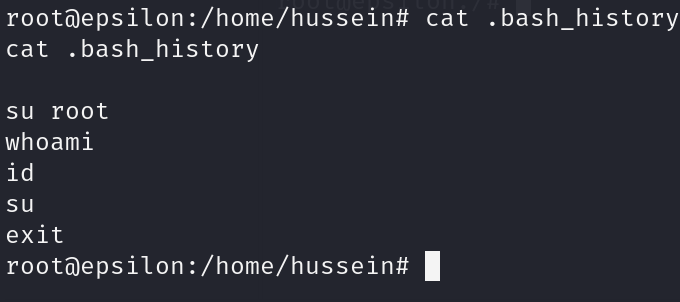 root@epsilon:/home/hussein# cat .bash_history
cat .bash_history
su root
whoami
id
su
exit
root@epsilon:/home/hussein#